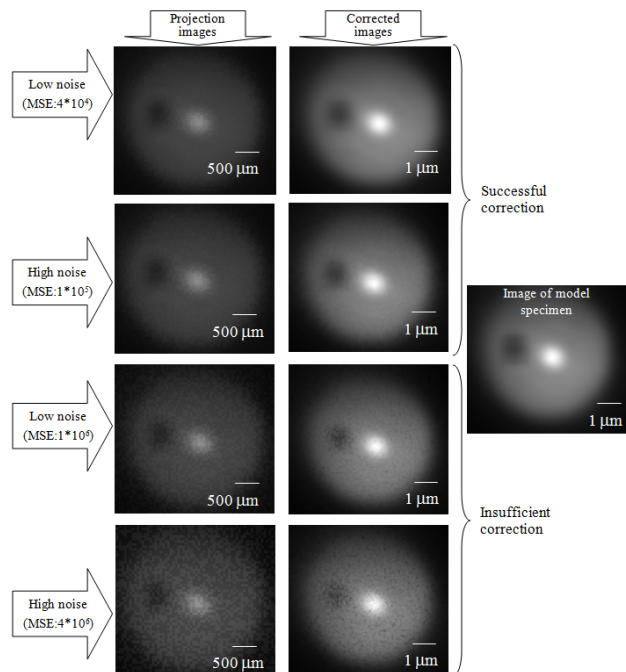 Projection
images
Corrected
images
Low noise
(MSE:4*10⁴)
500 µm
1 µm
Successful
correction
High noise
(MSE:1*10⁵)
500 µm
1 µm
Image of model
specimen
1 µm
Low noise
(MSE:1*10⁶)
500 µm
1 µm
Insufficient
correction
High noise
(MSE:4*10⁶)
500 µm
1 µm